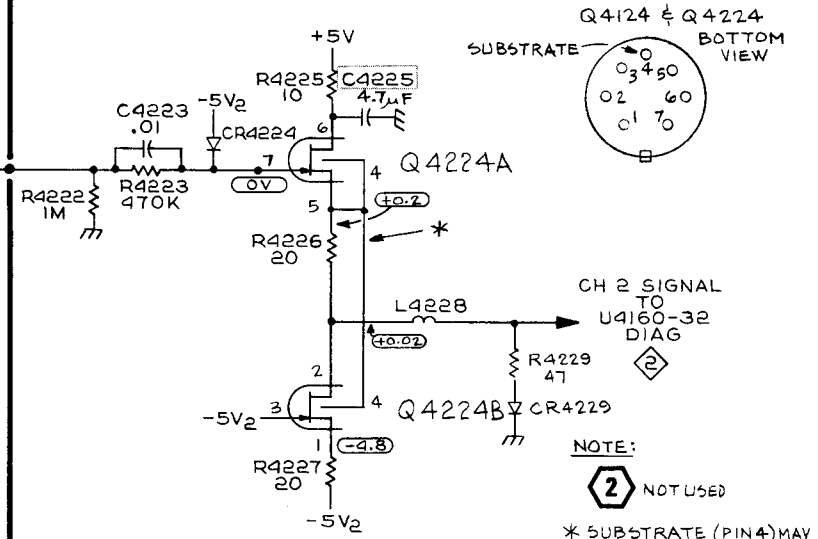 Q4124 & Q4224
BOTTOM
VIEW
SUBSTRATE
3 4 5
2 6
1 7
+5V
R4225
10
C4225
4.7µF
C4223
.01
-5V2
CR4224
6
7
0V
4
Q4224A
R4222
1M
R4223
470K
5
+0.2
*
R4226
20
L4228
+0.02
CH 2 SIGNAL
TO
U4160-32
DIAG
2
R4229
47
2
3
4
-5V2
Q4224B
CR4229
1
-4.8
R4227
20
-5V2
NOTE:
2 NOT USED
* SUBSTRATE (PIN 4) MAY